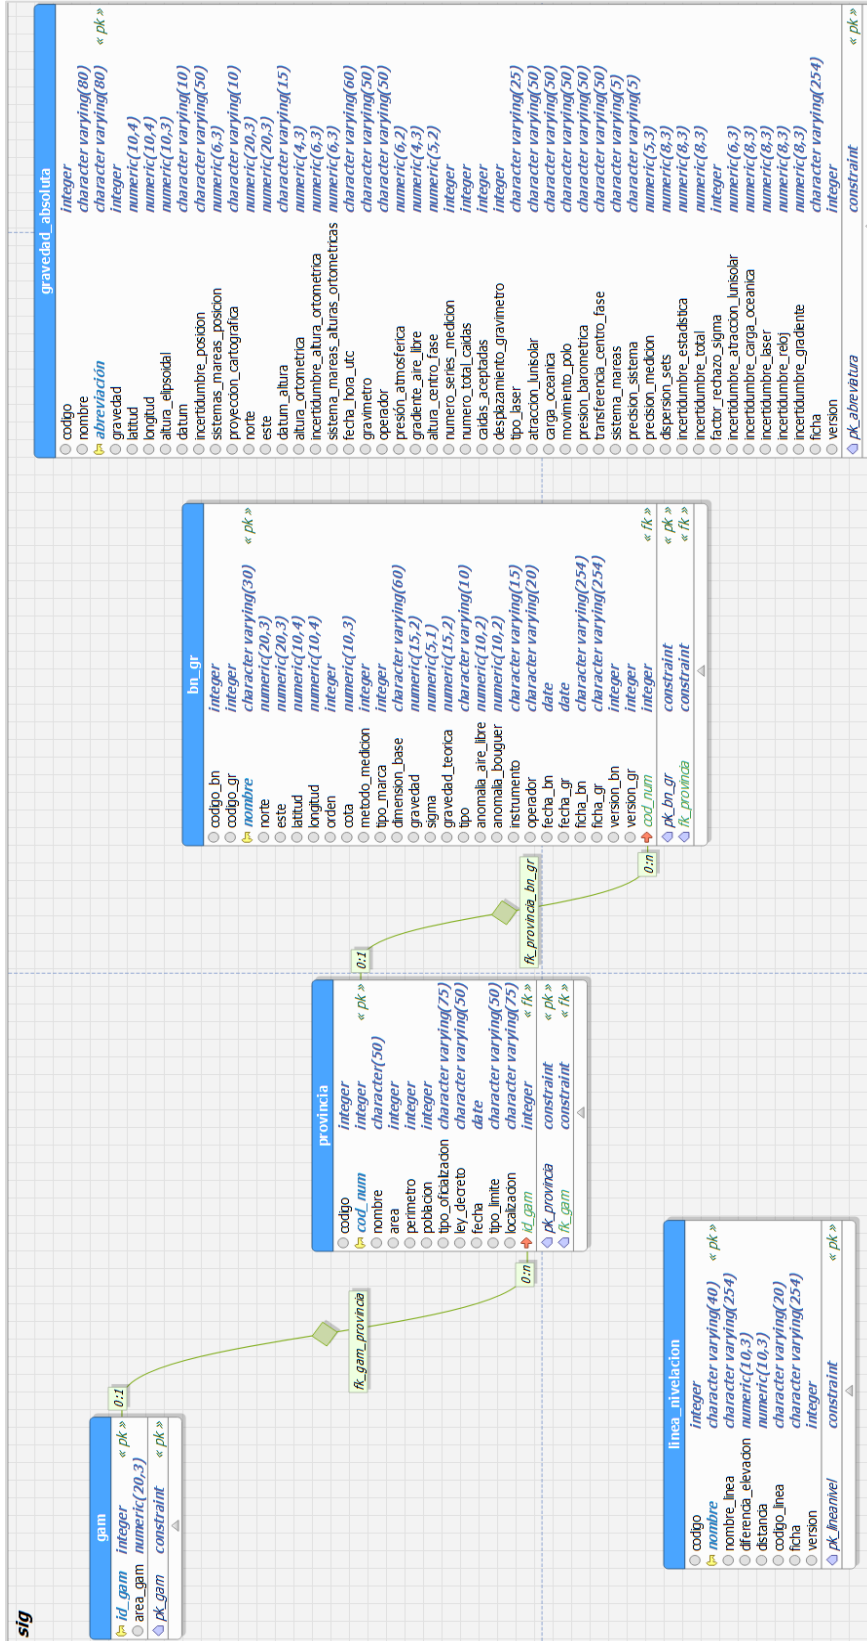 sig
gam
id_gam integer « pk »
area_gam numeric(20,3)
pk_gam constraint « pk »
0:1
fk_gam_provincia
0:n
provincia
codigo integer
cod_num integer « pk »
nombre character(50)
area integer
perimetro integer
poblacion integer
tipo_oficializacion character varying(75)
ley_decreto character varying(50)
fecha date
tipo_limite character varying(50)
localizacion character varying(75)
id_gam integer « fk »
pk_provincia constraint « pk »
fk_gam constraint « fk »
0:1
fk_provincia_bn_gr
0:n
bn_gr
codigo_bn integer
codigo_gr integer
nombre character varying(30) « pk »
norte numeric(20,3)
este numeric(20,3)
latitud numeric(10,4)
longitud numeric(10,4)
orden integer
cota numeric(10,3)
metodo_medicion integer
tipo_marca integer
dimension_base character varying(60)
gravedad numeric(15,2)
sigma numeric(5,1)
gravedad_teorica numeric(15,2)
tipo character varying(10)
anomalia_aire_libre numeric(10,2)
anomalia_bouguer numeric(10,2)
instrumento character varying(15)
operador character varying(20)
fecha_bn date
fecha_gr date
ficha_bn character varying(254)
ficha_gr character varying(254)
version_bn integer
version_gr integer
cod_num integer « fk »
pk_bn_gr constraint « pk »
fk_provincia constraint « fk »
gravedad_absoluta
codigo integer
nombre character varying(80)
abreviación character varying(80) « pk »
gravedad integer
latitud numeric(10,4)
longitud numeric(10,4)
altura_elipsoidal numeric(10,3)
datum character varying(10)
incertidumbre_posicion character varying(50)
sistemas_mareas_posicion numeric(6,3)
proyeccion_cartografica character varying(10)
norte numeric(20,3)
este numeric(20,3)
datum_altura character varying(15)
altura_ortometrica numeric(4,3)
incertidumbre_altura_ortometrica numeric(6,3)
sistema_mareas_alturas_ortometricas numeric(6,3)
fecha_hora_utc character varying(60)
gravimetro character varying(50)
operador character varying(50)
presión_atmosferica numeric(6,2)
gradiente_aire_libre numeric(4,3)
altura_centro_fase numeric(5,2)
numero_series_medicion integer
numero_total_caidas integer
caidas_aceptadas integer
desplazamiento_gravimetro integer
tipo_laser character varying(25)
atraccion_lunisolar character varying(50)
carga_oceanica character varying(50)
movimiento_polo character varying(50)
presion_barometrica character varying(50)
transferencia_centro_fase character varying(50)
sistema_mareas character varying(5)
precision_sistema character varying(5)
precision_medicion numeric(5,3)
dispersion_sets numeric(8,3)
incertidumbre_estadistica numeric(8,3)
incertidumbre_total numeric(8,3)
factor_rechazo_sigma integer
incertidumbre_atraccion_lunisolar numeric(6,3)
incertidumbre_carga_oceanica numeric(8,3)
incertidumbre_laser numeric(8,3)
incertidumbre_reloj numeric(8,3)
incertidumbre_gradiente numeric(8,3)
ficha character varying(254)
version integer
pk_abreviatura constraint « pk »
linea_nivelacion
codigo integer
nombre character varying(40) « pk »
nombre_linea character varying(254)
diferencia_elevacion numeric(10,3)
distancia numeric(10,3)
codigo_linea character varying(20)
ficha character varying(254)
version integer
pk_lineanivel constraint « pk »